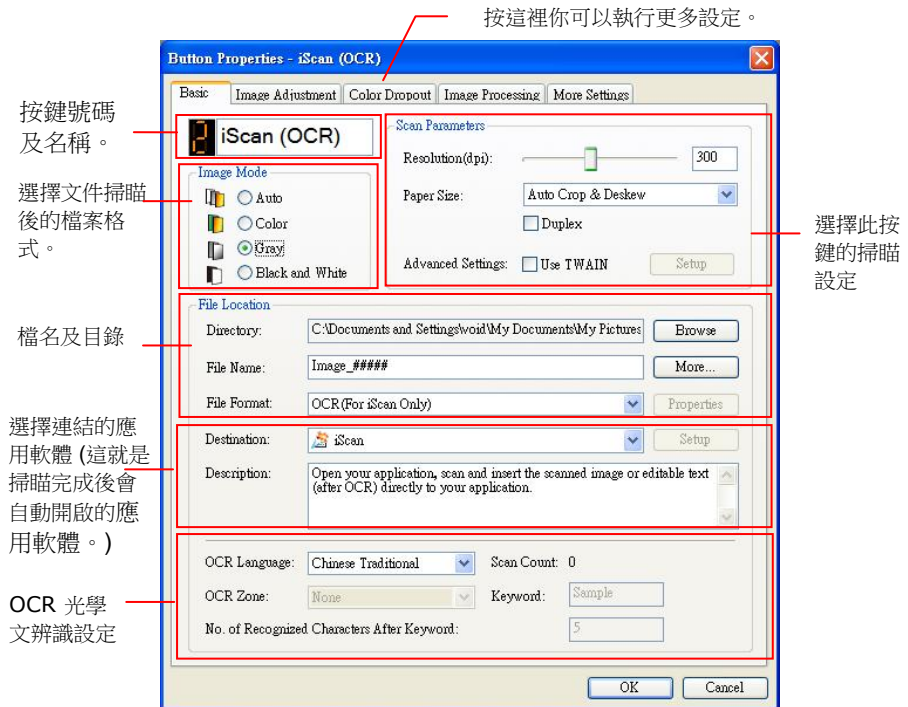 按這裡你可以執行更多設定。
Button Properties - iScan (OCR)
Basic Image Adjustment Color Dropout Image Processing More Settings
按鍵號碼
及名稱。
2 iScan (OCR)
Scan Parameters
Resolution(dpi): 300
Paper Size: Auto Crop & Deskew
Duplex
Advanced Settings: Use TWAIN Setup
選擇此按
鍵的掃瞄
設定
選擇文件掃瞄
後的檔案格
式。
Image Mode
Auto
Color
Gray
Black and White
檔名及目錄
File Location
Directory: C:\Documents and Settings\void\My Documents\My Pictures Browse
File Name: Image_##### More...
File Format: OCR(For iScan Only) Properties
選擇連結的應
用軟體 (這就是
掃瞄完成後會
自動開啟的應
用軟體。)
Destination: iScan Setup
Description: Open your application, scan and insert the scanned image or editable text
(after OCR) directly to your application.
OCR 光學
文辨識設定
OCR Language: Chinese Traditional Scan Count: 0
OCR Zone: None Keyword: Sample
No. of Recognized Characters After Keyword: 5
OK Cancel